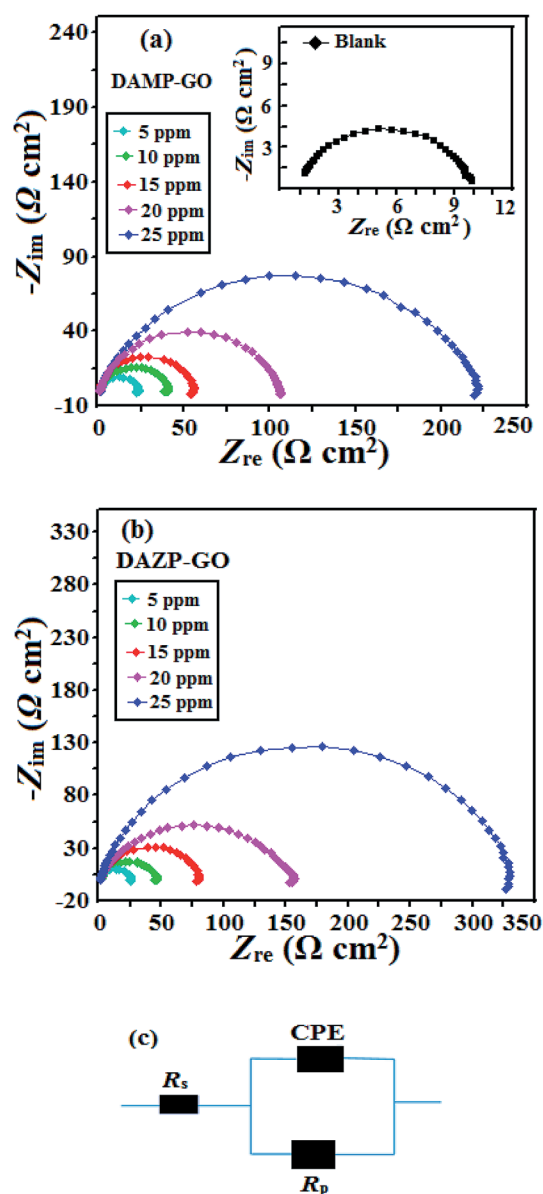 (a)
DAMP-GO
5 ppm
10 ppm
15 ppm
20 ppm
25 ppm
240
190
140
90
40
-10
-Zim (Ω cm2)
0 50 100 150 200 250
Zre (Ω cm2)
Blank
9
6
3
-Zim (Ω cm2)
3 6 9 12
Zre (Ω cm2)
(b)
DAZP-GO
5 ppm
10 ppm
15 ppm
20 ppm
25 ppm
330
280
230
180
130
80
30
-20
-Zim (Ω cm2)
0 50 100 150 200 250 300 350
Zre (Ω cm2)
(c)
CPE
Rs
Rp